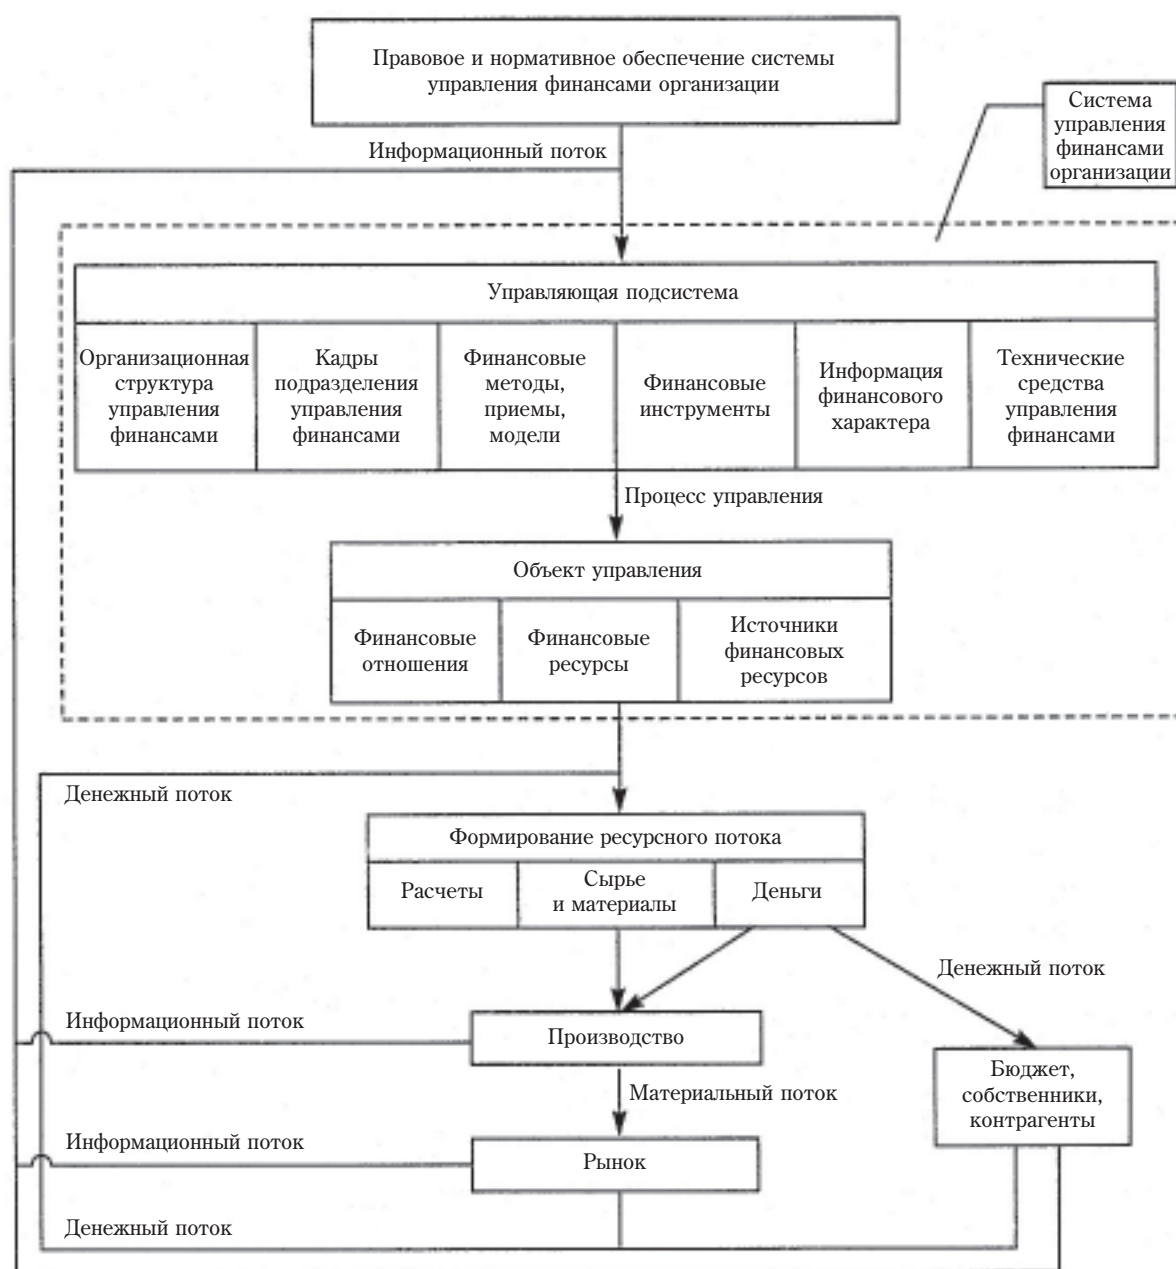 Правовое и нормативное обеспечение системы
управления финансами организации
Система
управления
финансами
организации
Информационный поток
Управляющая подсистема
Организационная
структура
управления
финансами
Кадры
подразделения
управления
финансами
Финансовые
методы,
приемы,
модели
Финансовые
инструменты
Информация
финансового
характера
Технические
средства
управления
финансами
Процесс управления
Объект управления
Финансовые
отношения
Финансовые
ресурсы
Источники
финансовых
ресурсов
Денежный поток
Формирование ресурсного потока
Расчеты
Сырье
и материалы
Деньги
Денежный поток
Информационный поток
Производство
Бюджет,
собственники,
контрагенты
Материальный поток
Информационный поток
Рынок
Денежный поток